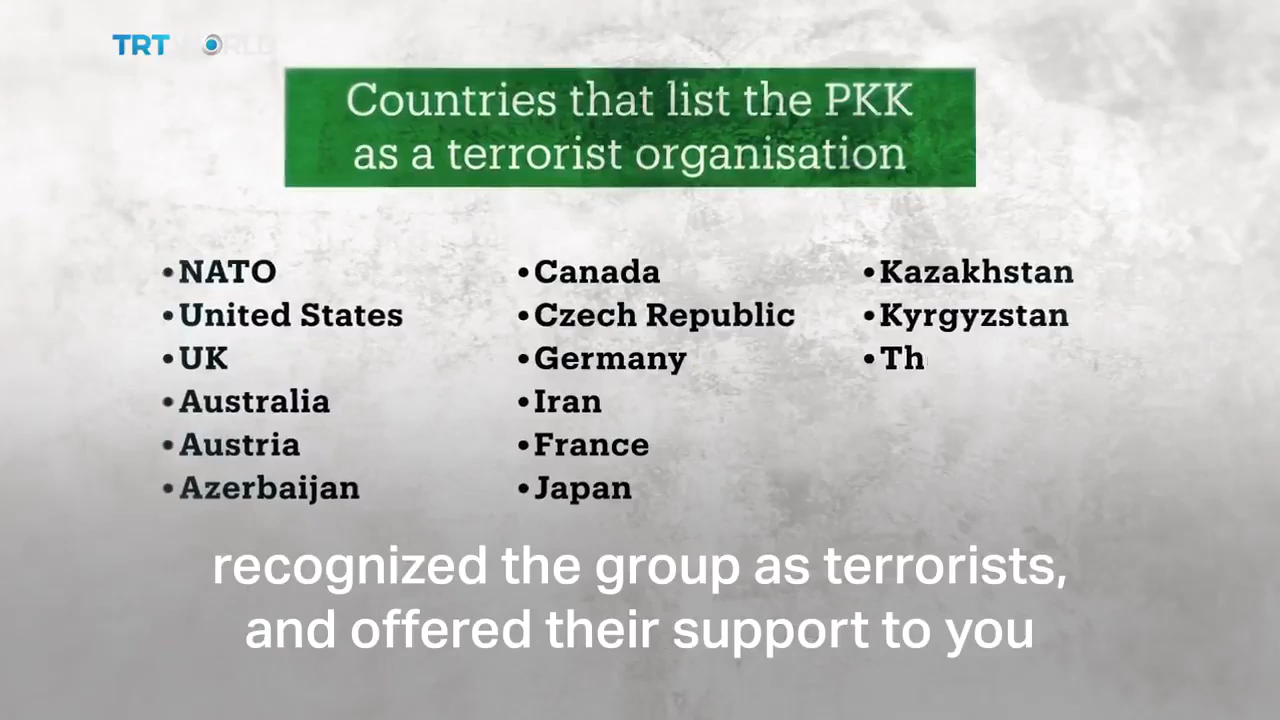 TRT WORLD
Countries that list the PKK
as a terrorist organisation
•NATO
•United States
•UK
•Australia
•Austria
•Azerbaijan
•Canada
•Czech Republic
•Germany
•Iran
•France
•Japan
•Kazakhstan
•Kyrgyzstan
•Th
recognized the group as terrorists,
and offered their support to you